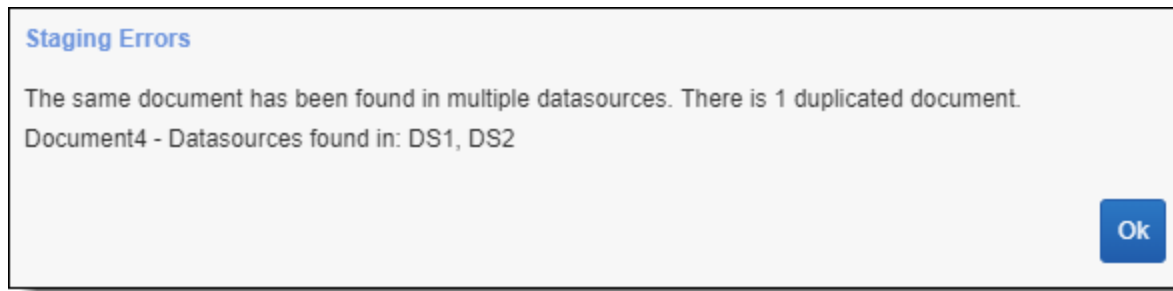 Staging Errors
The same document has been found in multiple datasources. There is 1 duplicated document.
Document4 - Datasources found in: DS1, DS2
Ok